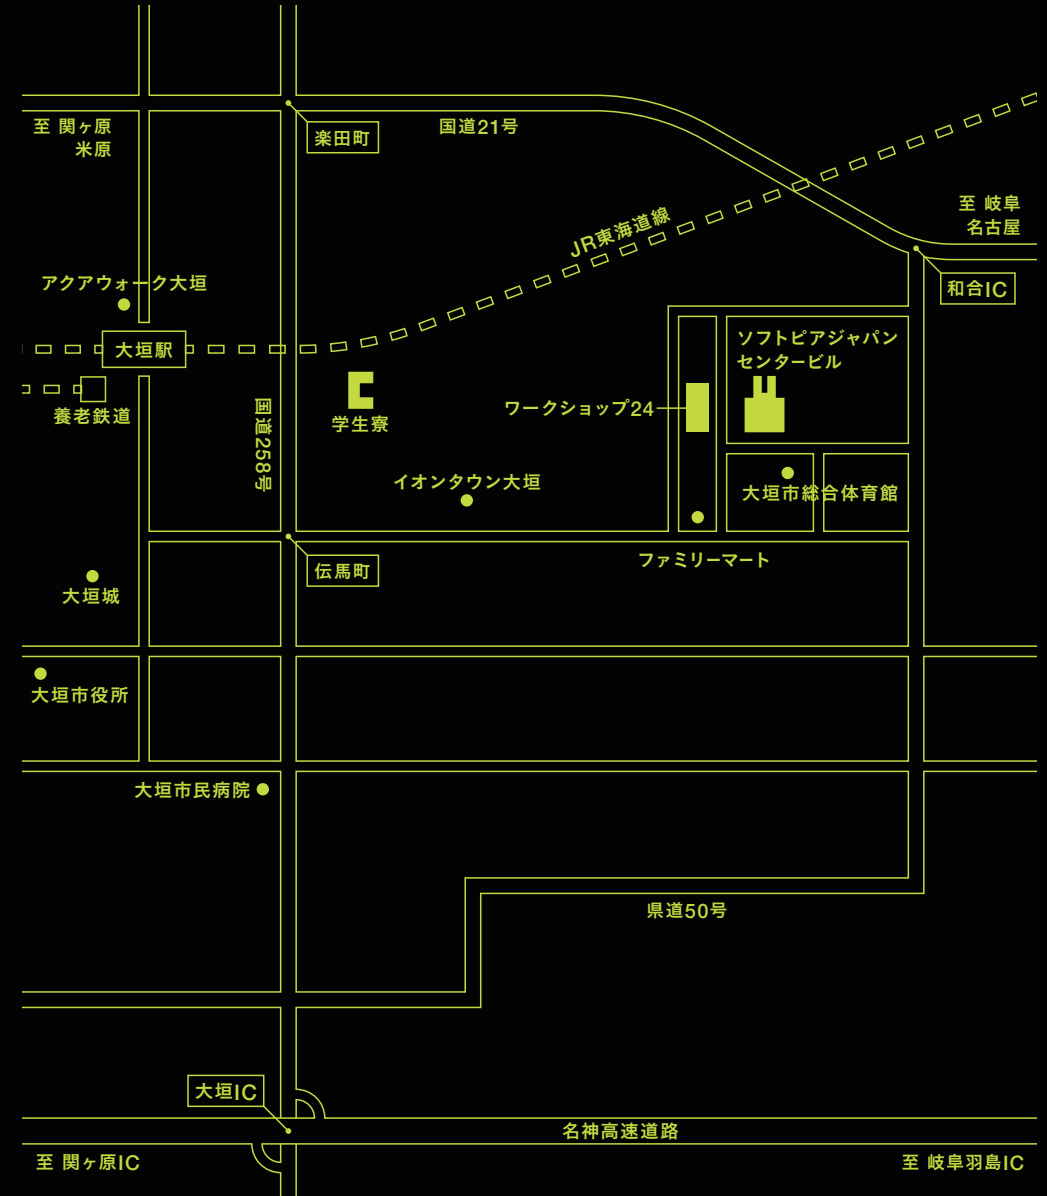 至 関ヶ原
米原
楽田町
国道21号
JR東海道線
至 岐阜
名古屋
和合IC
アクアウォーク大垣
大垣駅
養老鉄道
国道258号
学生寮
ワークショップ24
ソフトピアジャパン
センタービル
イオンタウン大垣
大垣市総合体育館
ファミリーマート
伝馬町
大垣城
大垣市役所
大垣市民病院
県道50号
大垣IC
名神高速道路
至 関ヶ原IC
至 岐阜羽島IC